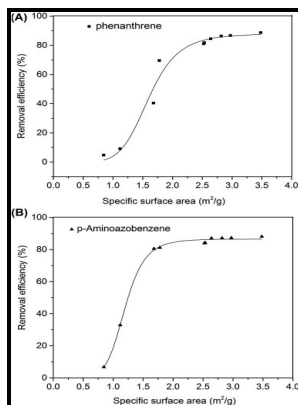 (A)
■ phenanthrene
100
80
60
40
20
0
Removal efficiency (%)
0.0 0.5 1.0 1.5 2.0 2.5 3.0 3.5 4.0
Specific surface area (m²/g)
(B)
▲ p-Aminoazobenzene
100
80
60
40
20
0
Removal efficiency (%)
0.0 0.5 1.0 1.5 2.0 2.5 3.0 3.5 4.0
Specific surface area (m²/g)